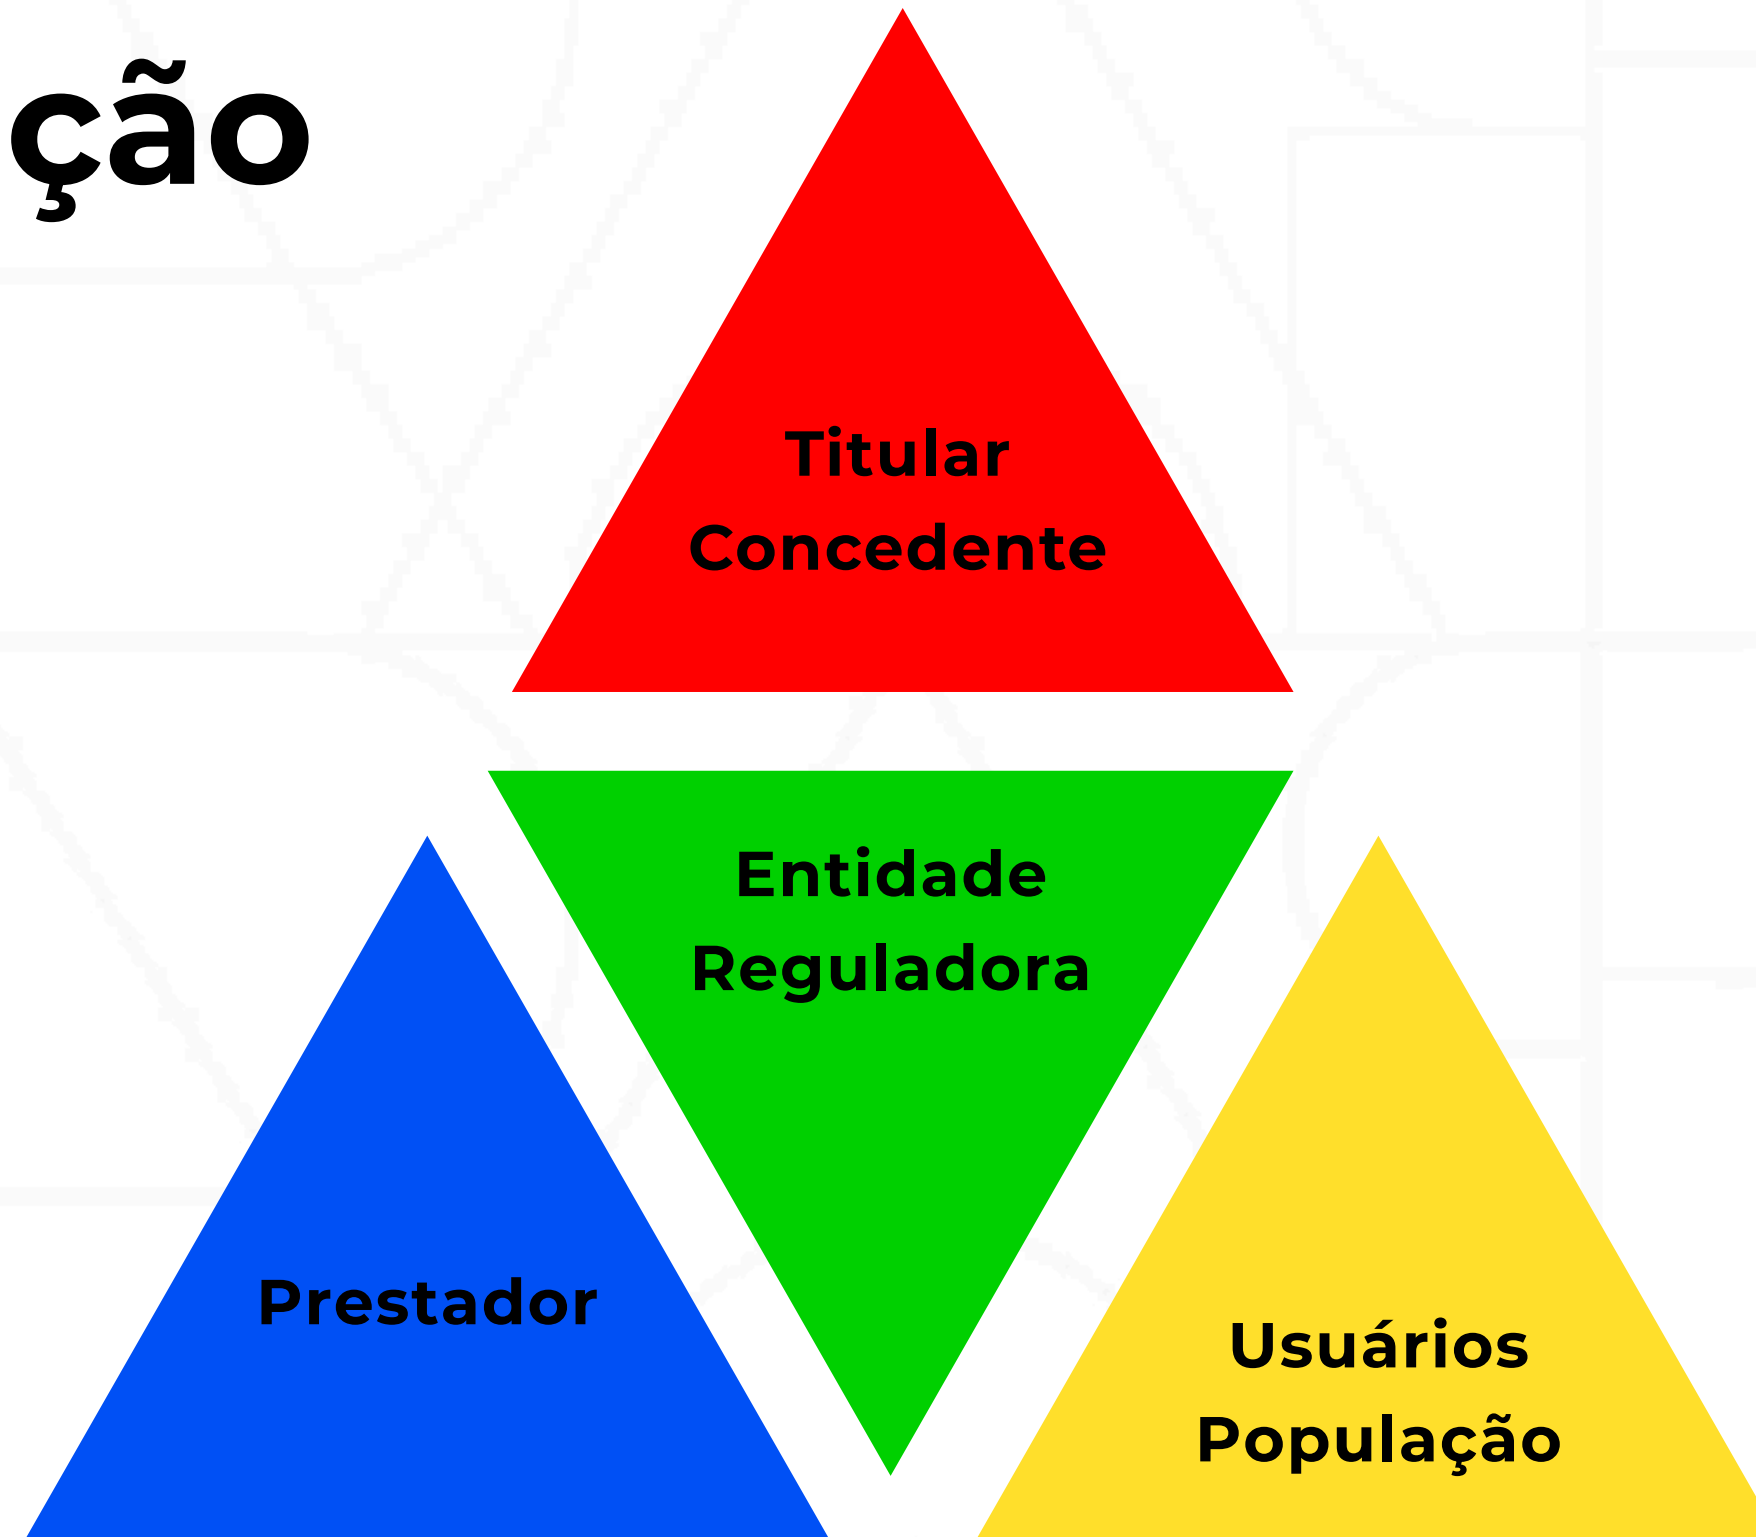 ção
Titular
Concedente
Entidade
Reguladora
Prestador
Usuários
População